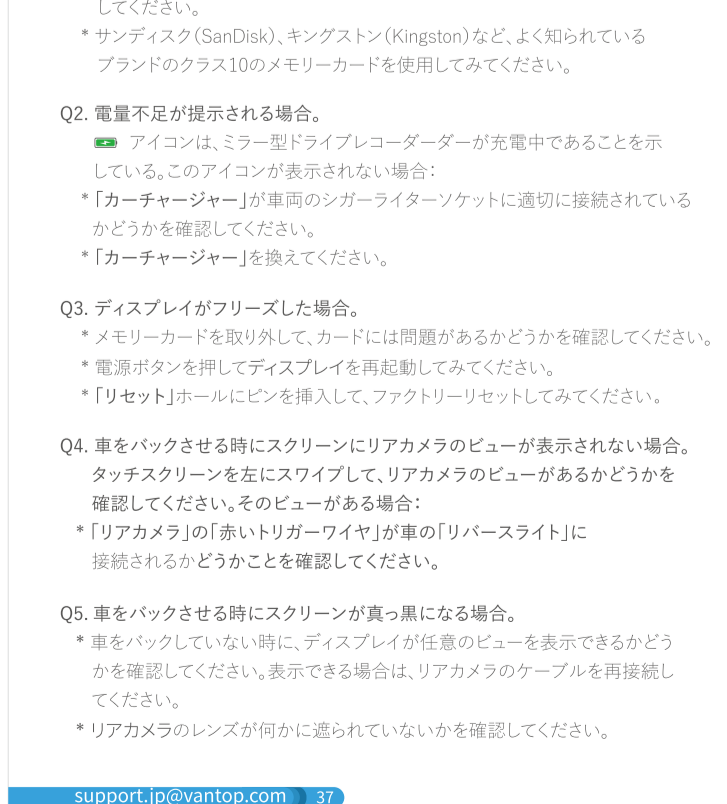 してください。
* サンディスク(SanDisk)、キングストン(Kingston)など、よく知られている
ブランドのクラス10のメモリーカードを使用してみてください。
Q2. 電量不足が提示される場合。
アイコンは、ミラー型ドライブレコーダーダーが充電中であることを示
している。このアイコンが表示されない場合：
* 「カーチャージャー」が車両のシガーライターソケットに適切に接続されている
かどうかを確認してください。
* 「カーチャージャー」を換えてください。
Q3. ディスプレイがフリーズした場合。
* メモリーカードを取り外して、カードには問題があるかどうかを確認してください。
* 電源ボタンを押してディスプレイを再起動してみてください。
* 「リセット」ホールにピンを挿入して、ファクトリーリセットしてみてください。
Q4. 車をバックさせる時にスクリーンにリアカメラのビューが表示されない場合。
タッチスクリーンを左にスワイプして、リアカメラのビューがあるかどうかを
確認してください。そのビューがある場合：
* 「リアカメラ」の「赤いトリガーワイヤ」が車の「リバースライト」に
接続されるかどうかことを確認してください。
Q5. 車をバックさせる時にスクリーンが真っ黒になる場合。
* 車をバックしていない時に、ディスプレイが任意のビューを表示できるかどう
かを確認してください。表示できる場合は、リアカメラのケーブルを再接続し
てください。
* リアカメラのレンズが何かに遮られていないかを確認してください。
support.jp@vantop.com 37